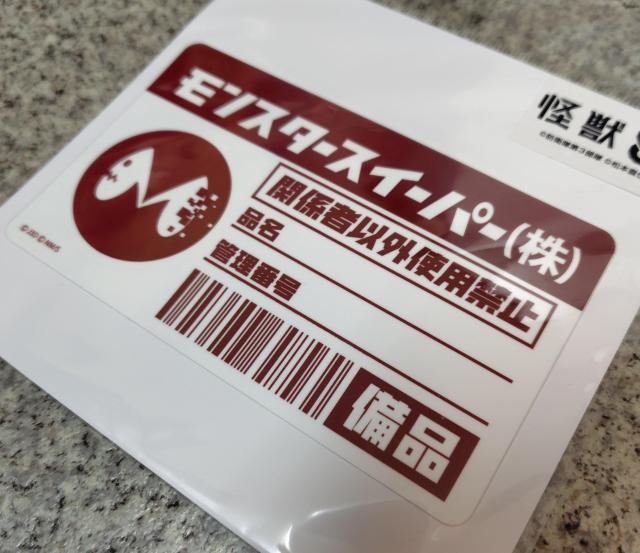 モンスタースイーパー(株)
関係者以外使用禁止
品名
管理番号
備品
怪獣